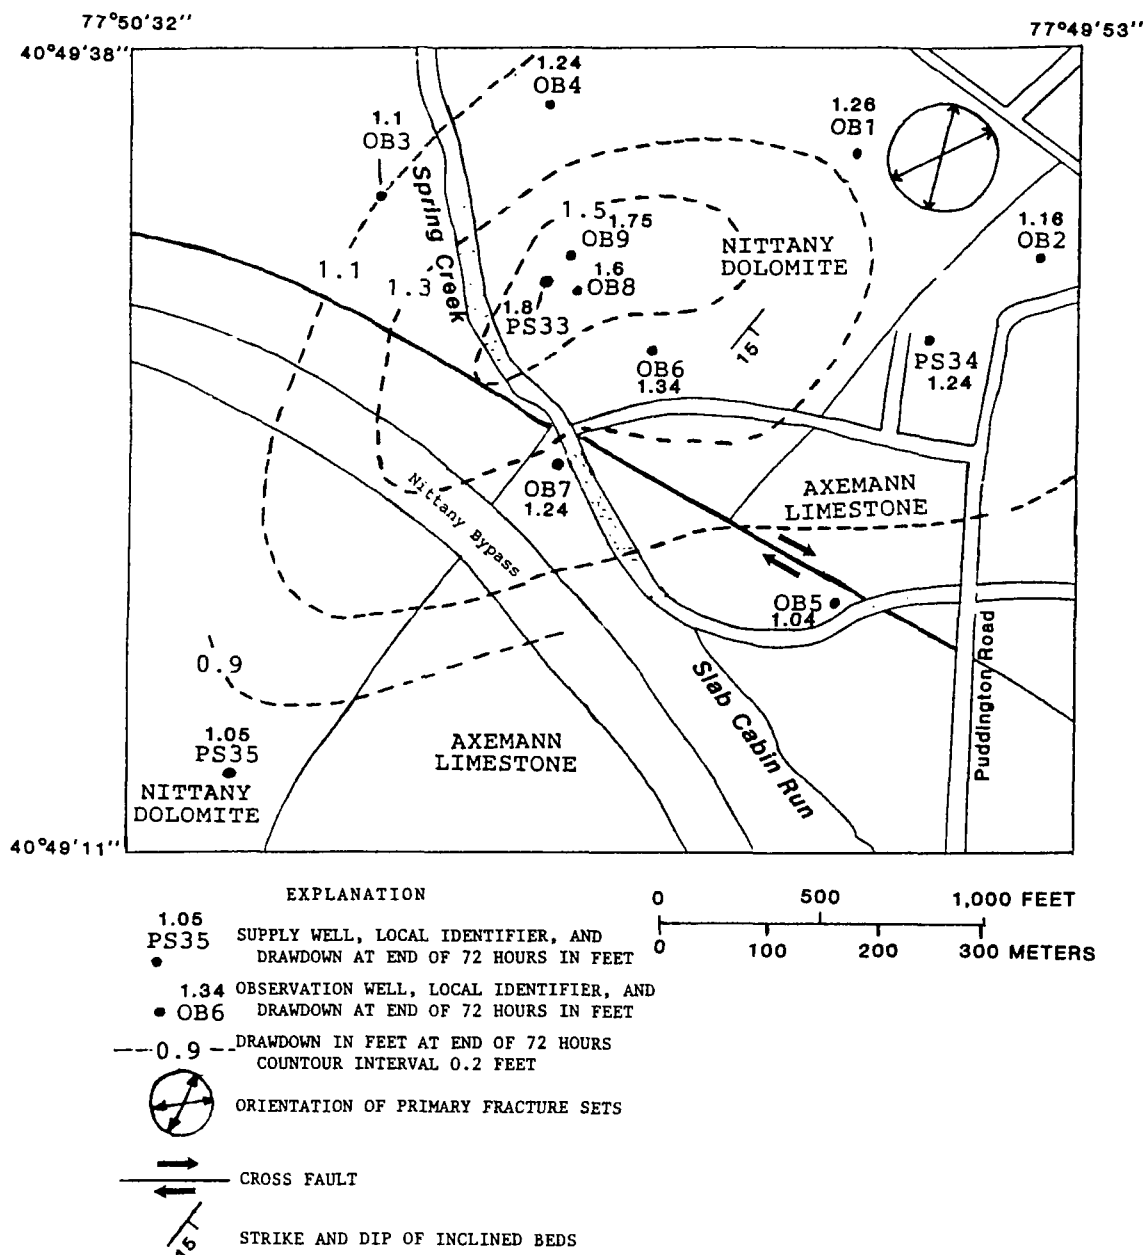 77°50'32''
77°49'53''
40°49'38''
1.24
OB4
1.26
OB1
1.1
OB3
Spring Creek
1.5
1.75
OB9
NITTANY
DOLOMITE
1.16
OB2
1.1
1.3
1.6
OB8
1.8
PS33
15
OB6
1.34
PS34
1.24
OB7
1.24
AXEMANN
LIMESTONE
Nittany Bypass
OB5
1.04
0.9
Slab Cabin Run
Puddington Road
1.05
PS35
AXEMANN
LIMESTONE
NITTANY
DOLOMITE
40°49'11''
EXPLANATION
0 500 1,000 FEET
0 100 200 300 METERS
1.05
PS35 SUPPLY WELL, LOCAL IDENTIFIER, AND
DRAWDOWN AT END OF 72 HOURS IN FEET
1.34 OBSERVATION WELL, LOCAL IDENTIFIER, AND
OB6 DRAWDOWN AT END OF 72 HOURS IN FEET
0.9 DRAWDOWN IN FEET AT END OF 72 HOURS
COUNTOUR INTERVAL 0.2 FEET
ORIENTATION OF PRIMARY FRACTURE SETS
CROSS FAULT
15 STRIKE AND DIP OF INCLINED BEDS